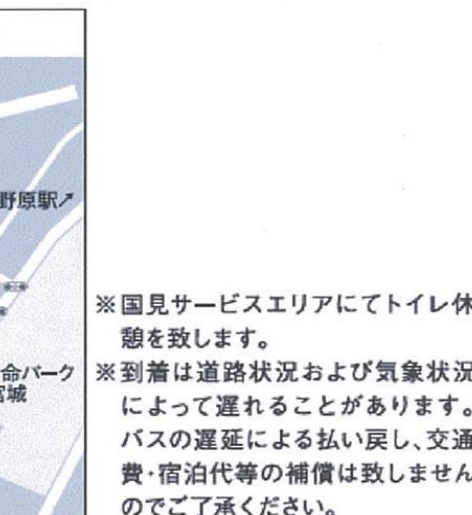 野原駅↗
命パーク
宮城
※国見サービスエリアにてトイレ休
憩を致します。
※到着は道路状況および気象状況
によって遅れることがあります。
バスの遅延による払い戻し、交通
費・宿泊代等の補償は致しません
のでご了承ください。